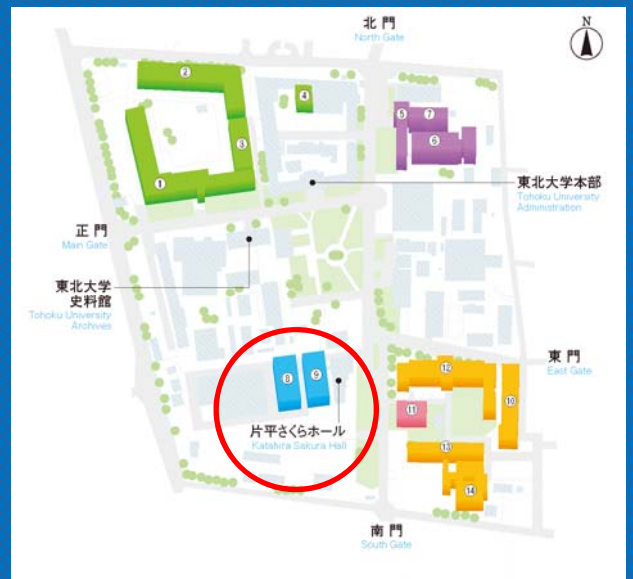 北門
North Gate
N
②
④
⑤
⑦
③
⑥
①
東北大学本部
Tohoku University
Administration
正門
Main Gate
東北大学
史料館
Tohoku University
Archives
東門
East Gate
⑧
⑨
⑫
⑩
⑪
片平さくらホール
Katahira Sakura Hall
⑬
⑭
南門
South Gate